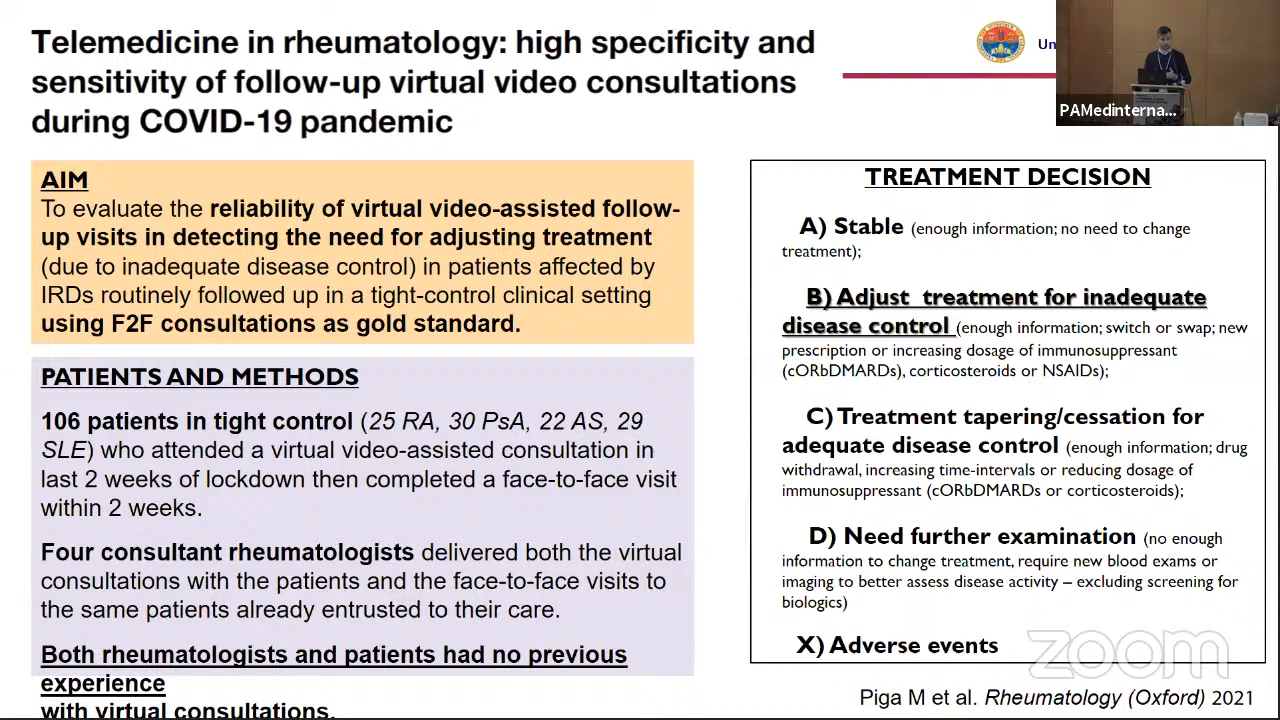 Telemedicine in rheumatology: high specificity and
sensitivity of follow-up virtual video consultations
during COVID-19 pandemic
Un
PAMedinterna...
AIM
To evaluate the reliability of virtual video-assisted follow-
up visits in detecting the need for adjusting treatment
(due to inadequate disease control) in patients affected by
IRDs routinely followed up in a tight-control clinical setting
using F2F consultations as gold standard.
PATIENTS AND METHODS
106 patients in tight control (25 RA, 30 PsA, 22 AS, 29
SLE) who attended a virtual video-assisted consultation in
last 2 weeks of lockdown then completed a face-to-face visit
within 2 weeks.
Four consultant rheumatologists delivered both the virtual
consultations with the patients and the face-to-face visits to
the same patients already entrusted to their care.
Both rheumatologists and patients had no previous
experience
with virtual consultations.
TREATMENT DECISION
A) Stable (enough information; no need to change
treatment);
B) Adjust treatment for inadequate
disease control (enough information; switch or swap; new
prescription or increasing dosage of immunosuppressant
(cORbDMARDs), corticosteroids or NSAIDs);
C) Treatment tapering/cessation for
adequate disease control (enough information; drug
withdrawal, increasing time-intervals or reducing dosage of
immunosuppressant (cORbDMARDs or corticosteroids);
D) Need further examination (no enough
information to change treatment, require new blood exams or
imaging to better assess disease activity – excluding screening for
biologics)
X) Adverse events
zoom
Piga M et al. Rheumatology (Oxford) 2021